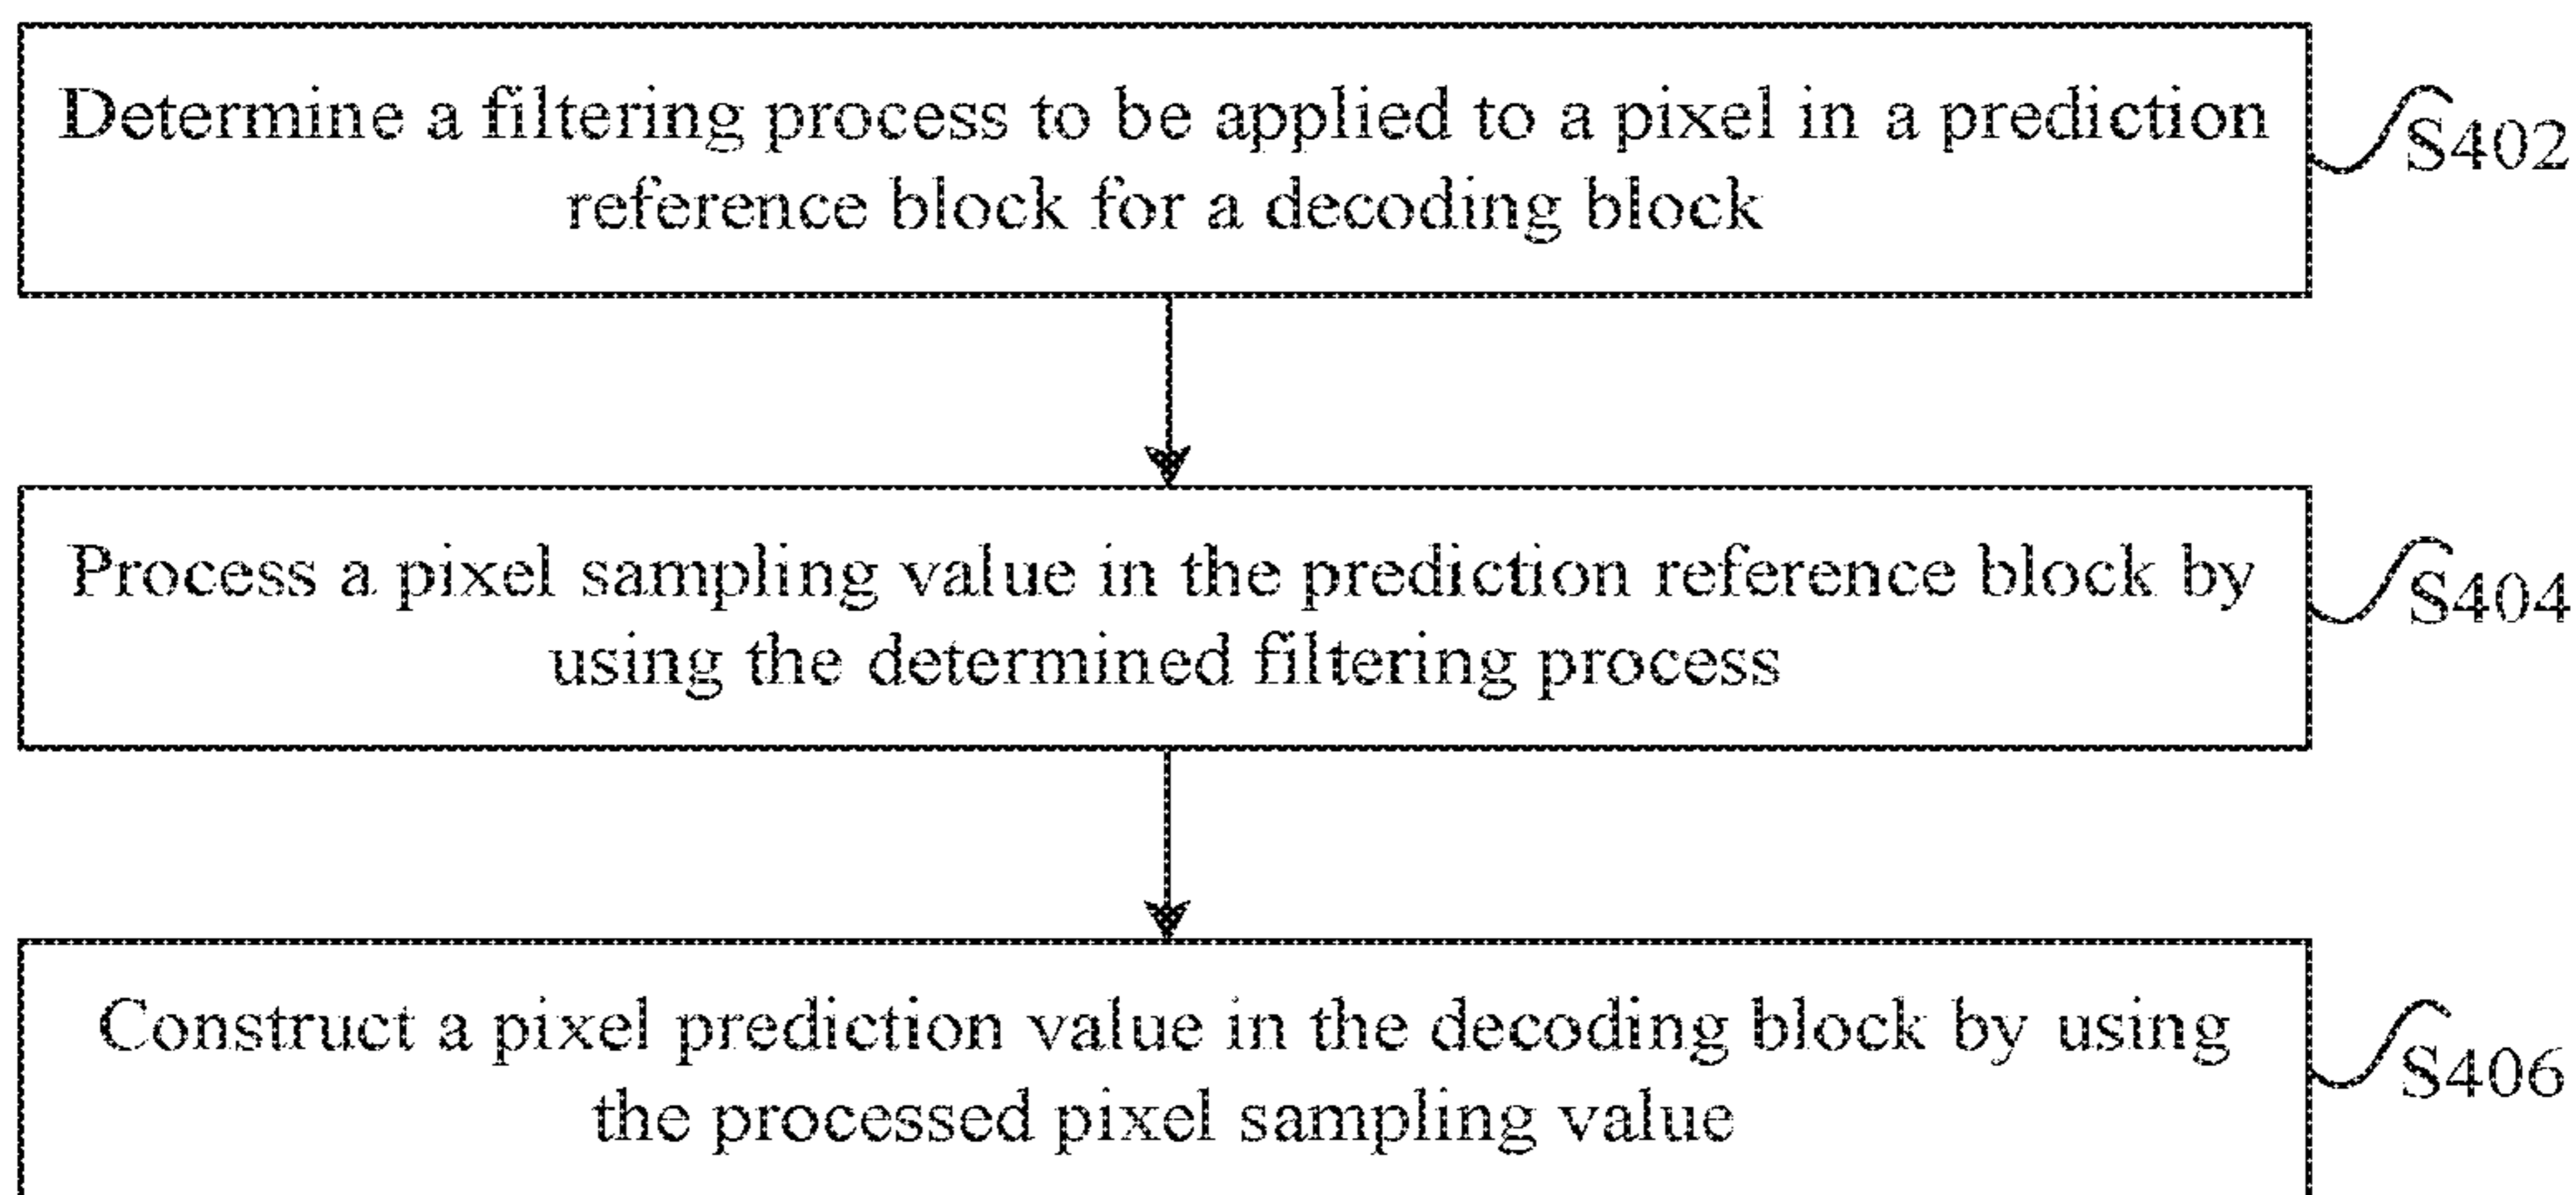 Determine a filtering process to be applied to a pixel in a prediction
reference block for a decoding block
S402
Process a pixel sampling value in the prediction reference block by
using the determined filtering process
S404
Construct a pixel prediction value in the decoding block by using
the processed pixel sampling value
S406